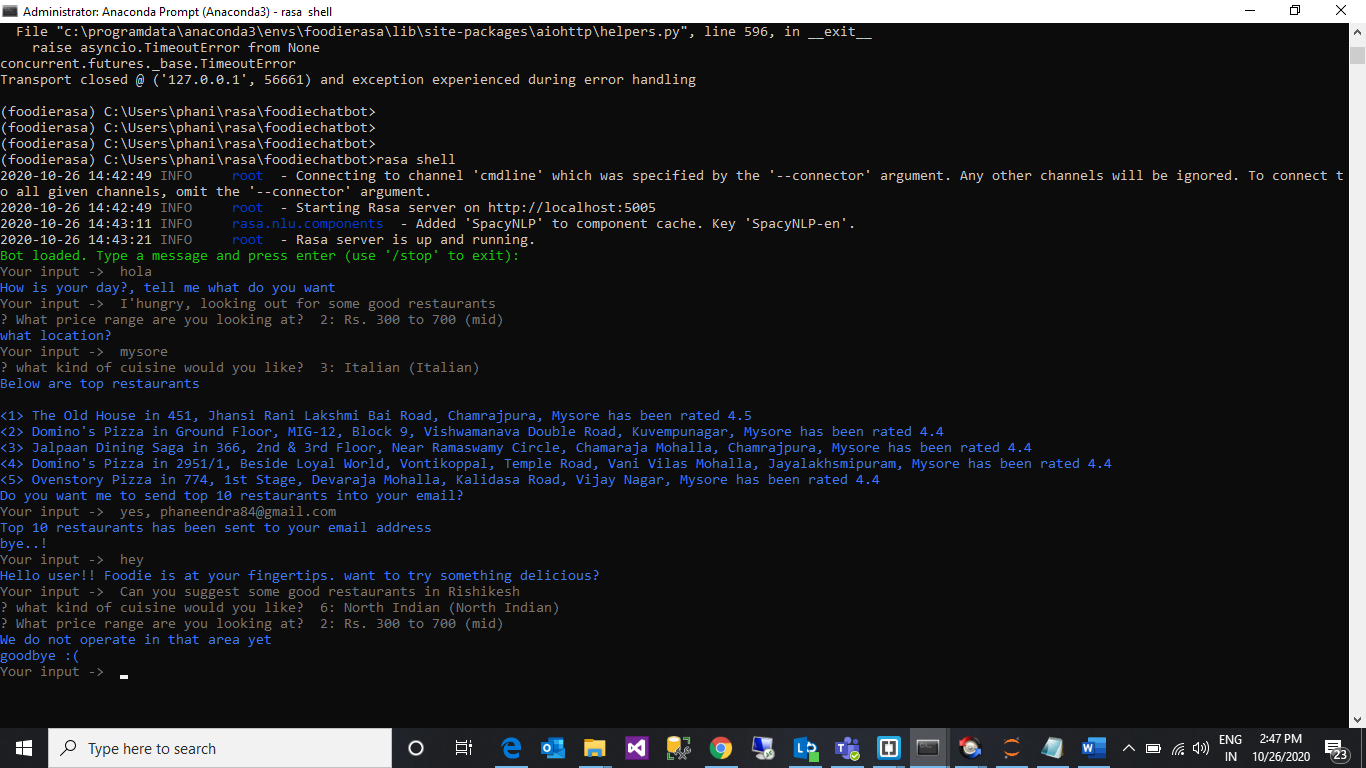 Administrator: Anaconda Prompt (Anaconda3) - rasa  shell
  File "c:\programdata\anaconda3\envs\foodierasa\lib\site-packages\aiohttp\helpers.py", line 596, in __exit__
    raise asyncio.TimeoutError from None
concurrent.futures._base.TimeoutError
Transport closed @ ('127.0.0.1', 56661) and exception experienced during error handling
(foodierasa) C:\Users\phani\rasa\foodiechatbot>
(foodierasa) C:\Users\phani\rasa\foodiechatbot>
(foodierasa) C:\Users\phani\rasa\foodiechatbot>
(foodierasa) C:\Users\phani\rasa\foodiechatbot>rasa shell
2020-10-26 14:42:49 INFO     root  - Connecting to channel 'cmdline' which was specified by the '--connector' argument. Any other channels will be ignored. To connect t
o all given channels, omit the '--connector' argument.
2020-10-26 14:42:49 INFO     root  - Starting Rasa server on http://localhost:5005
2020-10-26 14:43:11 INFO     rasa.nlu.components  - Added 'SpacyNLP' to component cache. Key 'SpacyNLP-en'.
2020-10-26 14:43:21 INFO     root  - Rasa server is up and running.
Bot loaded. Type a message and press enter (use '/stop' to exit):
Your input ->  hola
How is your day?, tell me what do you want
Your input ->  I'hungry, looking out for some good restaurants
? What price range are you looking at?  2: Rs. 300 to 700 (mid)
what location?
Your input ->  mysore
? what kind of cuisine would you like?  3: Italian (Italian)
Below are top restaurants
<1> The Old House in 451, Jhansi Rani Lakshmi Bai Road, Chamrajpura, Mysore has been rated 4.5
<2> Domino's Pizza in Ground Floor, MIG-12, Block 9, Vishwamanava Double Road, Kuvempunagar, Mysore has been rated 4.4
<3> Jalpaan Dining Saga in 366, 2nd & 3rd Floor, Near Ramaswamy Circle, Chamaraja Mohalla, Chamrajpura, Mysore has been rated 4.4
<4> Domino's Pizza in 2951/1, Beside Loyal World, Vontikoppal, Temple Road, Vani Vilas Mohalla, Jayalakhsmipuram, Mysore has been rated 4.4
<5> Ovenstory Pizza in 774, 1st Stage, Devaraja Mohalla, Kalidasa Road, Vijay Nagar, Mysore has been rated 4.4
Do you want me to send top 10 restaurants into your email?
Your input ->  yes, phaneendra84@gmail.com
Top 10 restaurants has been sent to your email address
bye..!
Your input ->  hey
Hello user!! Foodie is at your fingertips. want to try something delicious?
Your input ->  Can you suggest some good restaurants in Rishikesh
? what kind of cuisine would you like?  6: North Indian (North Indian)
? What price range are you looking at?  2: Rs. 300 to 700 (mid)
We do not operate in that area yet
goodbye :(
Your input ->
Type here to search
ENG
IN
2:47 PM
10/26/2020
23